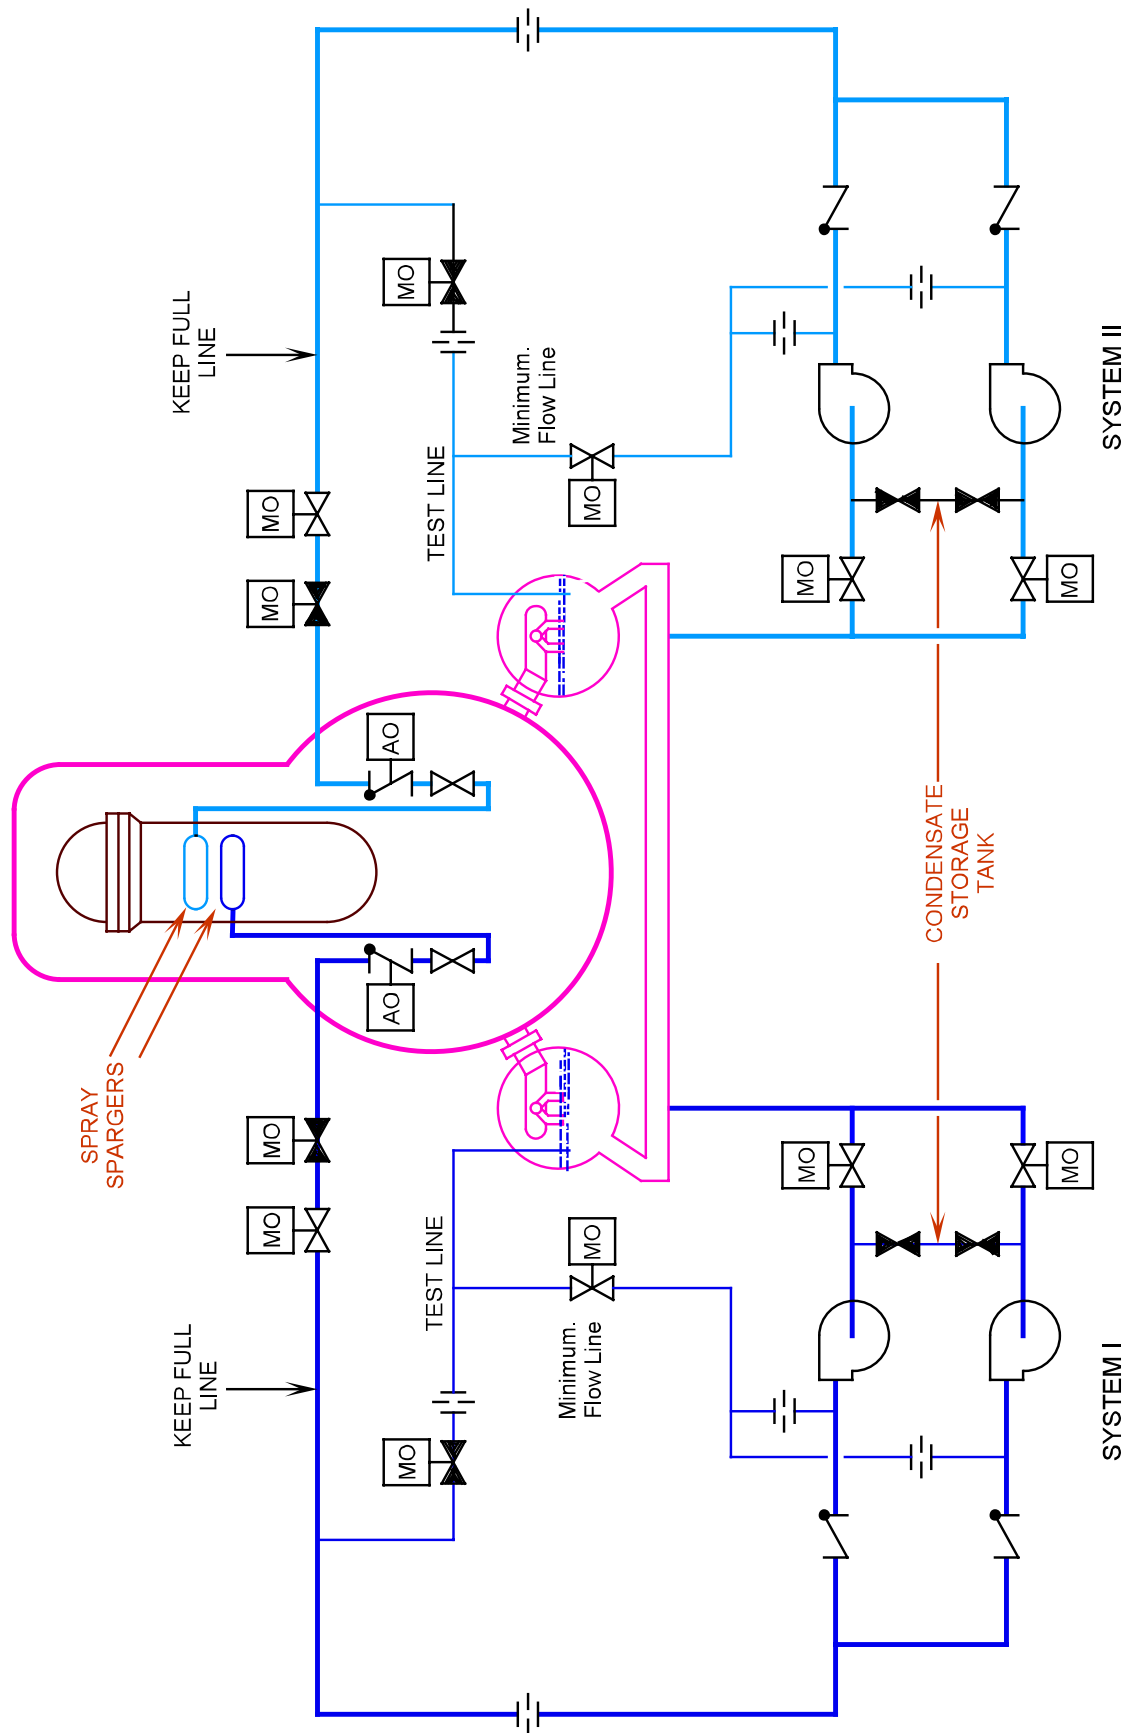 SPRAY
SPARGERS
KEEP FULL
LINE
KEEP FULL
LINE
MO
MO
MO
MO
AO
AO
MO
MO
TEST LINE
TEST LINE
Minimum.
Flow Line
Minimum.
Flow Line
MO
MO
MO
MO
CONDENSATE
STORAGE
TANK
MO
MO
SYSTEM I
SYSTEM II